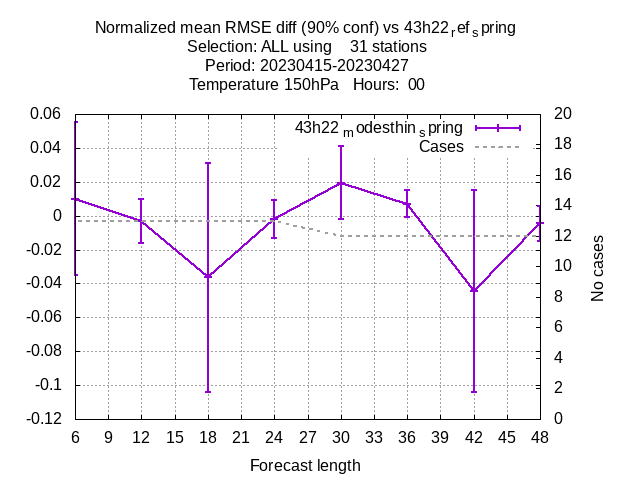 Normalized mean RMSE diff (90% conf) vs 43h22ref spring
Selection: ALL using 31 stations
Period: 20230415-20230427
Temperature 150hPa Hours: 00
43h22modesthinspring
Cases
0.06
0.04
0.02
0
-0.02
-0.04
-0.06
-0.08
-0.1
-0.12
20
18
16
14
12
10
8
6
4
2
0
No cases
6 9 12 15 18 21 24 27 30 33 36 39 42 45 48
Forecast length